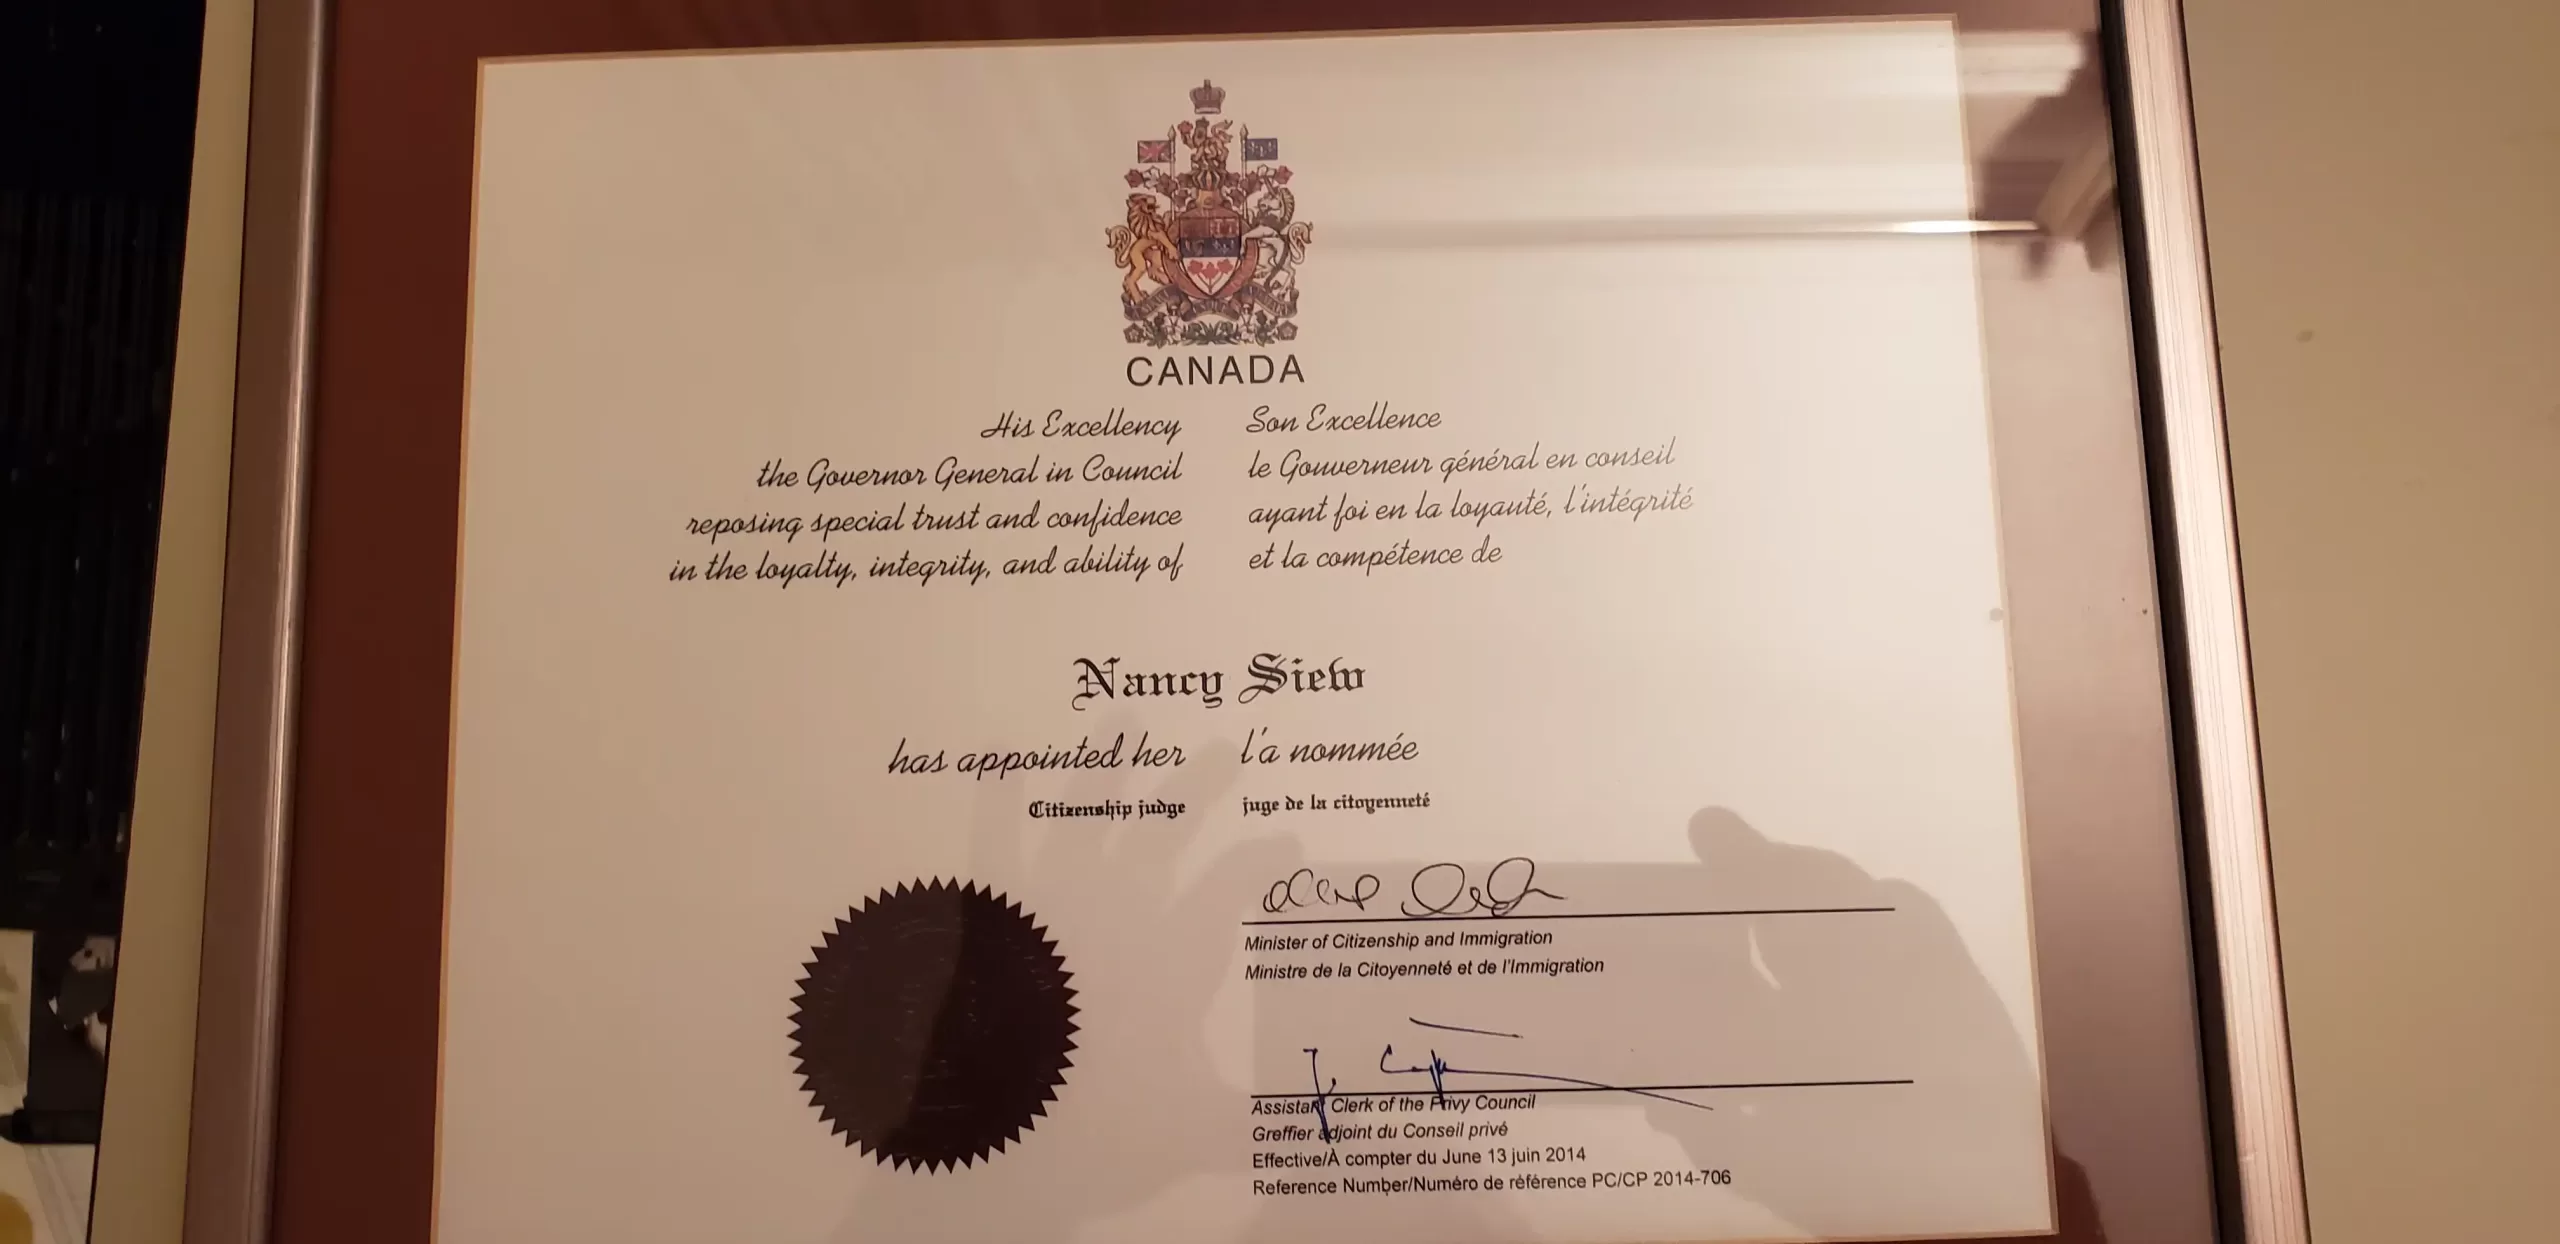 CANADA
His Excellency
the Governor General in Council
reposing special trust and confidence
in the loyalty, integrity, and ability of
Son Excellence
le Gouverneur général en conseil
ayant foi en la loyauté, l'intégrité
et la compétence de
Nancy Siew
has appointed her
Citizenship judge
l'a nommée
juge de la citoyenneté
Minister of Citizenship and Immigration
Ministre de la Citoyenneté et de l'Immigration
Assistant Clerk of the Privy Council
Greffier adjoint du Conseil privé
Effective/À compter du June 13 juin 2014
Reference Number/Numéro de référence PC/CP 2014-706